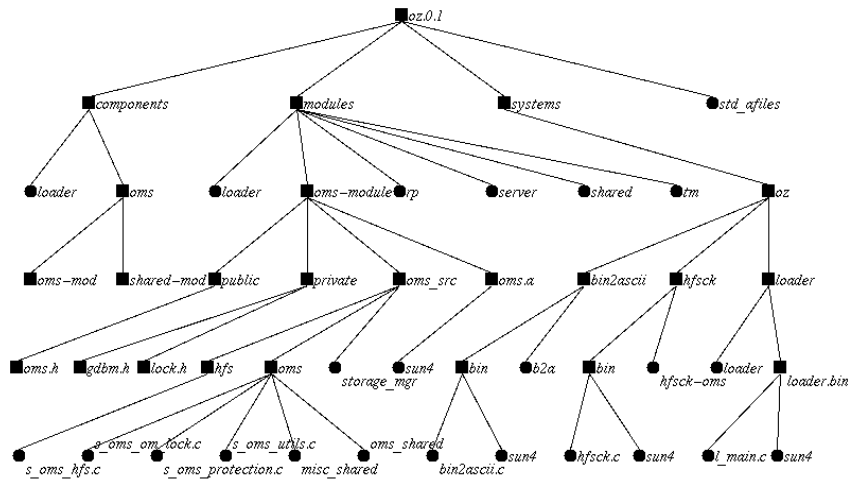 oz.0.1
components
modules
systems
std_afiles
loader
oms
loader
oms-module
rp
server
shared
tm
oz
oms-mod
shared-mod
public
private
oms_src
oms.a
bin2ascii
hfsck
loader
oms.h
gdbm.h
lock.h
hfs
oms
storage_mgr
sun4
bin
b2a
bin
hfsck-oms
loader
loader.bin
s_oms_hfs.c
s_oms_om_lock.c
s_oms_protection.c
s_oms_utils.c
misc_shared
oms_shared
bin2ascii.c
sun4
hfsck.c
sun4
l_main.c
sun4